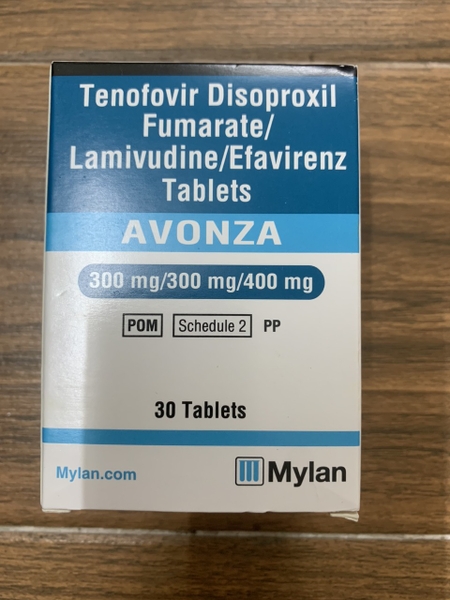 Tenofovir Disoproxil
Fumarate/
Lamivudine/Efavirenz
Tablets
AVONZA
300 mg/300 mg/400 mg
POM Schedule 2 PP
30 Tablets
Mylan.com Mylan